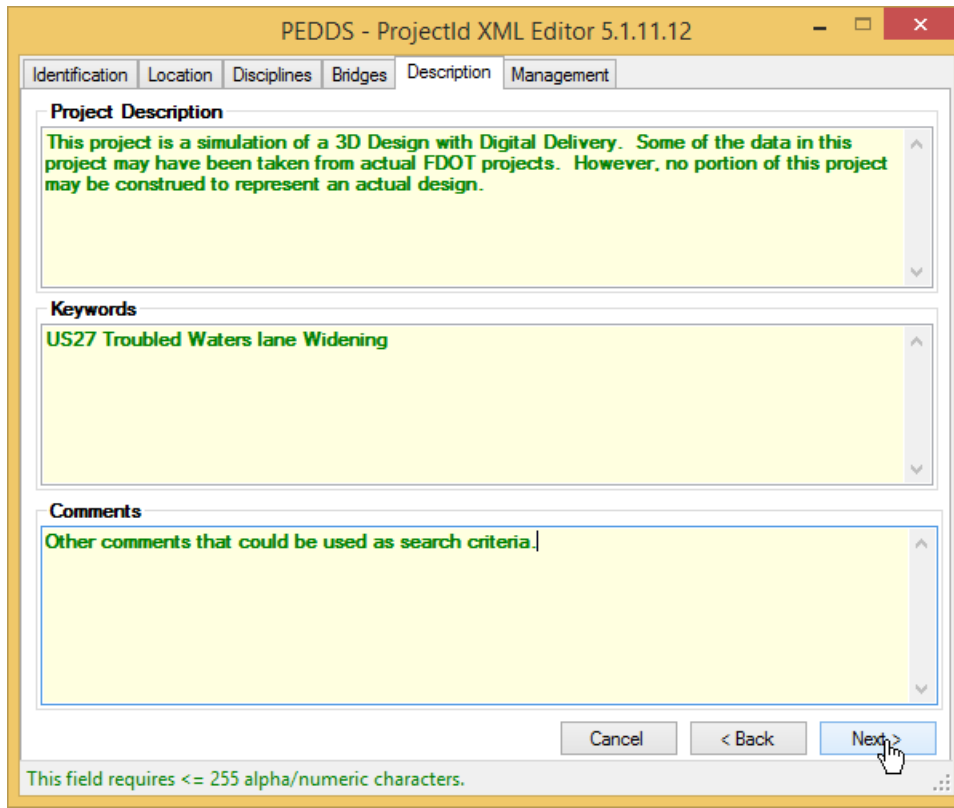 PEDDS - ProjectId XML Editor 5.1.11.12
Identification Location Disciplines Bridges Description Management
Project Description
This project is a simulation of a 3D Design with Digital Delivery.  Some of the data in this
project may have been taken from actual FDOT projects.  However, no portion of this project
may be construed to represent an actual design.
Keywords
US27 Troubled Waters lane Widening
Comments
Other comments that could be used as search criteria.
Cancel < Back Next >
This field requires <= 255 alpha/numeric characters.